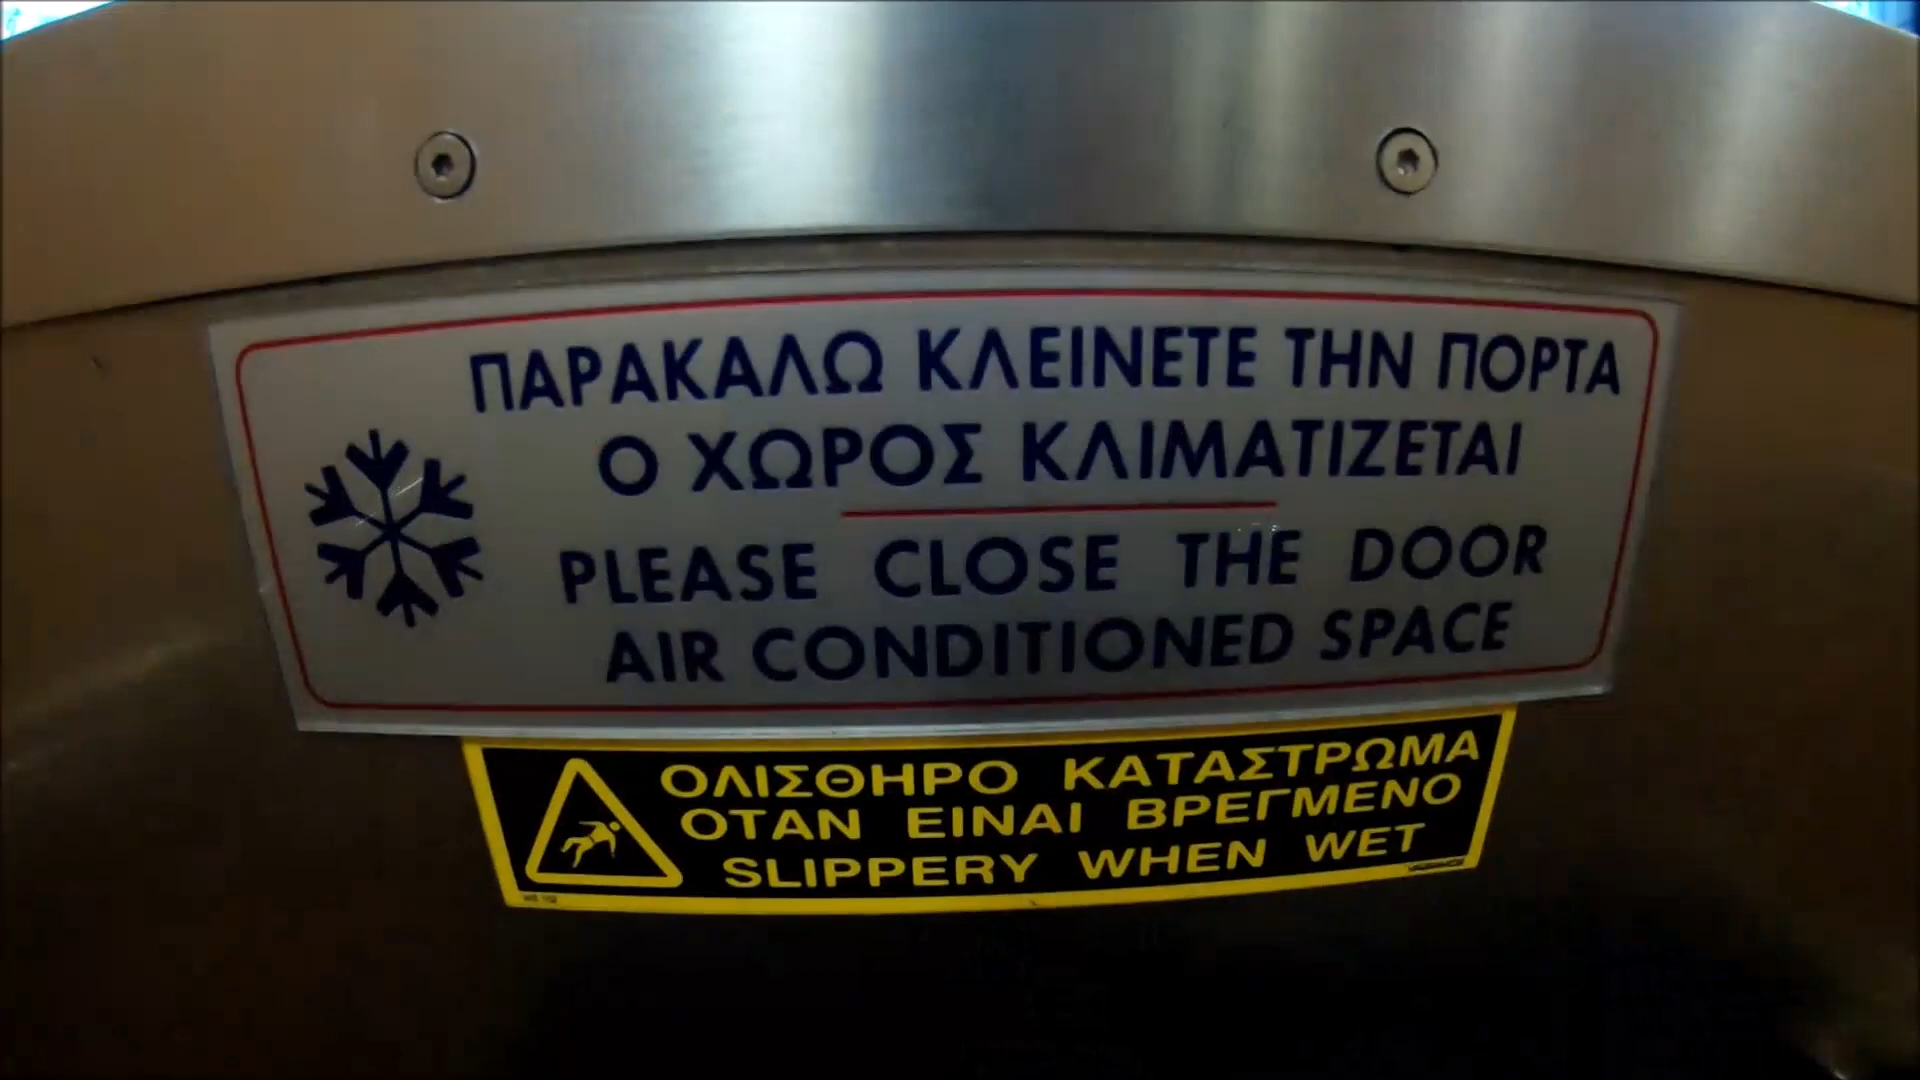 ΠΑΡΑΚΑΛΩ ΚΛΕΙΝΕΤΕ ΤΗΝ ΠΟΡΤΑ
Ο ΧΩΡΟΣ ΚΛΙΜΑΤΙΖΕΤΑΙ
PLEASE CLOSE THE DOOR
AIR CONDITIONED SPACE
ΟΛΙΣΘΗΡΟ ΚΑΤΑΣΤΡΩΜΑ
ΟΤΑΝ ΕΙΝΑΙ ΒΡΕΓΜΕΝΟ
SLIPPERY WHEN WET